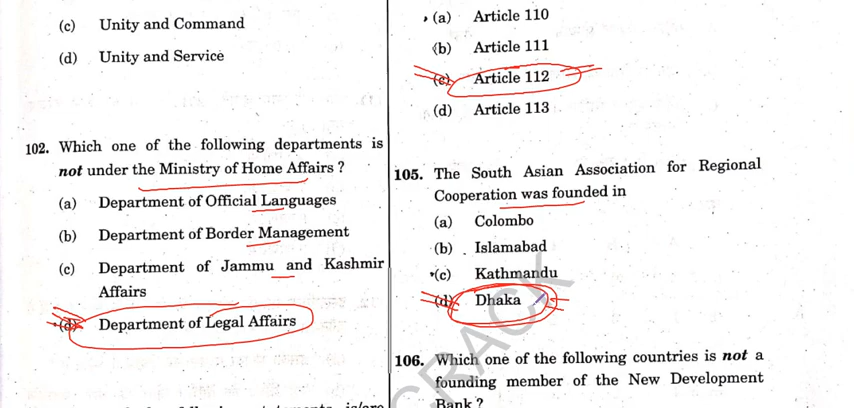 (c) Unity and Command
(d) Unity and Service
102. Which one of the following departments is
not under the Ministry of Home Affairs ?
(a) Department of Official Languages
(b) Department of Border Management
(c) Department of Jammu and Kashmir
Affairs
(d) Department of Legal Affairs
(a) Article 110
(b) Article 111
(c) Article 112
(d) Article 113
105. The South Asian Association for Regional
Cooperation was founded in
(a) Colombo
(b) Islamabad
(c) Kathmandu
(d) Dhaka
106. Which one of the following countries is not a
founding member of the New Development
Bank ?
CRACK